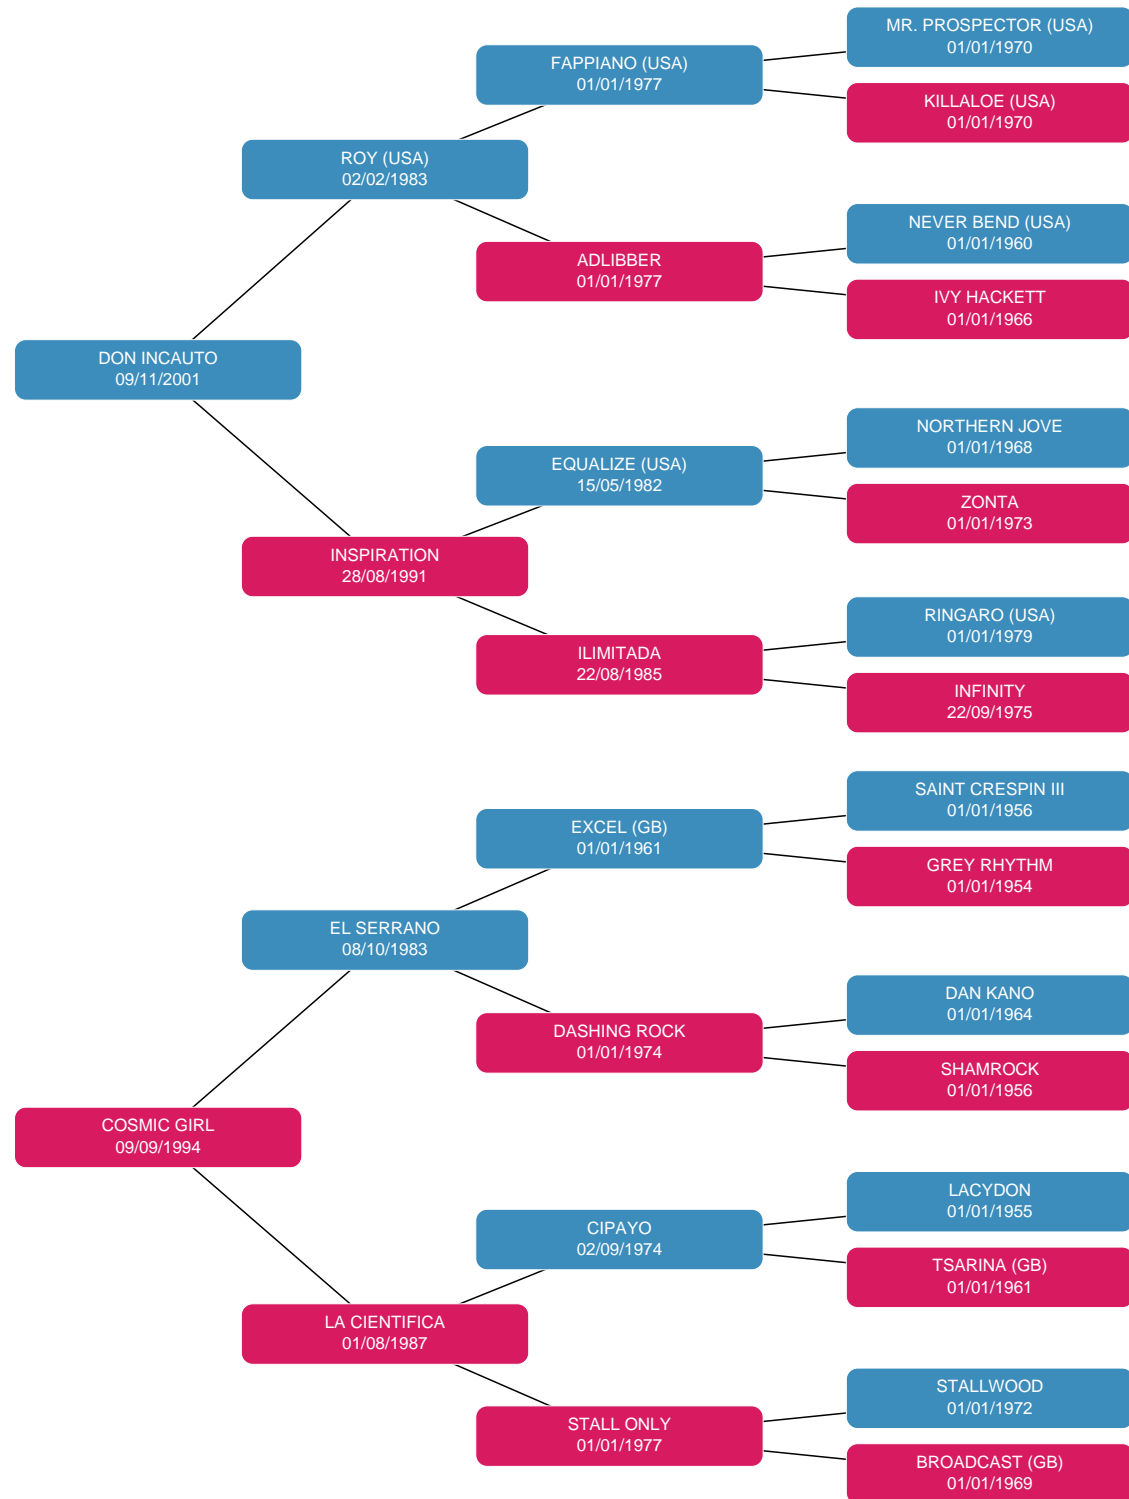 MR. PROSPECTOR (USA)
01/01/1970
FAPPIANO (USA)
01/01/1977
KILLALOE (USA)
01/01/1970
ROY (USA)
02/02/1983
NEVER BEND (USA)
01/01/1960
ADLIBBER
01/01/1977
IVY HACKETT
01/01/1966
DON INCAUTO
09/11/2001
NORTHERN JOVE
01/01/1968
EQUALIZE (USA)
15/05/1982
ZONTA
01/01/1973
INSPIRATION
28/08/1991
RINGARO (USA)
01/01/1979
ILIMITADA
22/08/1985
INFINITY
22/09/1975
SAINT CRESPIN III
01/01/1956
EXCEL (GB)
01/01/1961
GREY RHYTHM
01/01/1954
EL SERRANO
08/10/1983
DAN KANO
01/01/1964
DASHING ROCK
01/01/1974
SHAMROCK
01/01/1956
COSMIC GIRL
09/09/1994
LACYDON
01/01/1955
CIPAYO
02/09/1974
TSARINA (GB)
01/01/1961
LA CIENTIFICA
01/08/1987
STALLWOOD
01/01/1972
STALL ONLY
01/01/1977
BROADCAST (GB)
01/01/1969